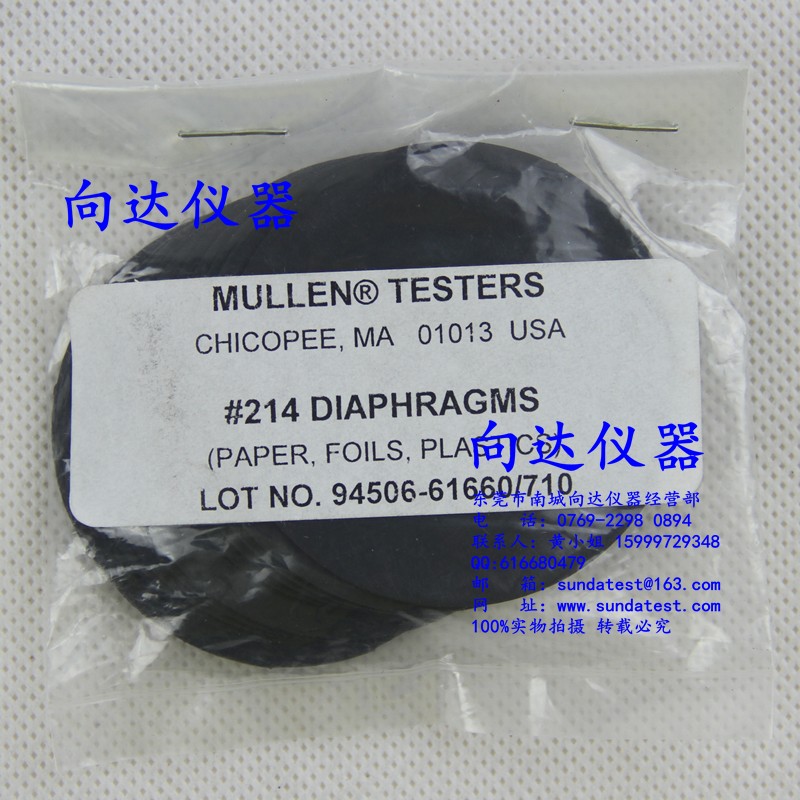 向达仪器
MULLEN® TESTERS
CHICOPEE, MA 01013 USA
#214 DIAPHRAGMS
(PAPER, FOILS, PLASTICS)
LOT NO. 94506-61660/710
向达仪器
东莞市南城向达仪器经营部
电 话：0769-2298 0894
联系人：黄小姐 15999729348
QQ:616680479
邮 箱：sundatest@163.com
网 址：www.sundatest.com
100%实物拍摄 转载必究